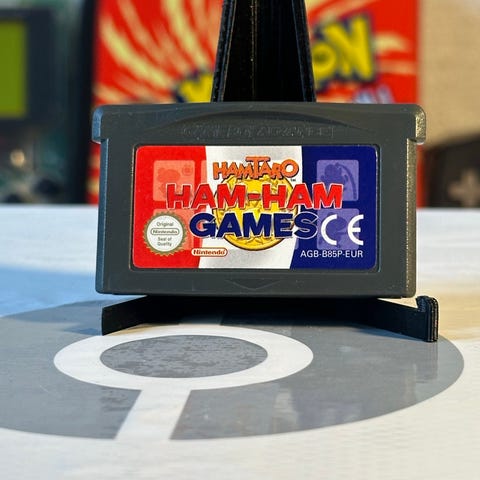 GAME BOY ADVANCE
HAMTARO
HAM-HAM
GAMES
CE
Original
Nintendo
Seal of
Quality
Nintendo
AGB-B85P-EUR